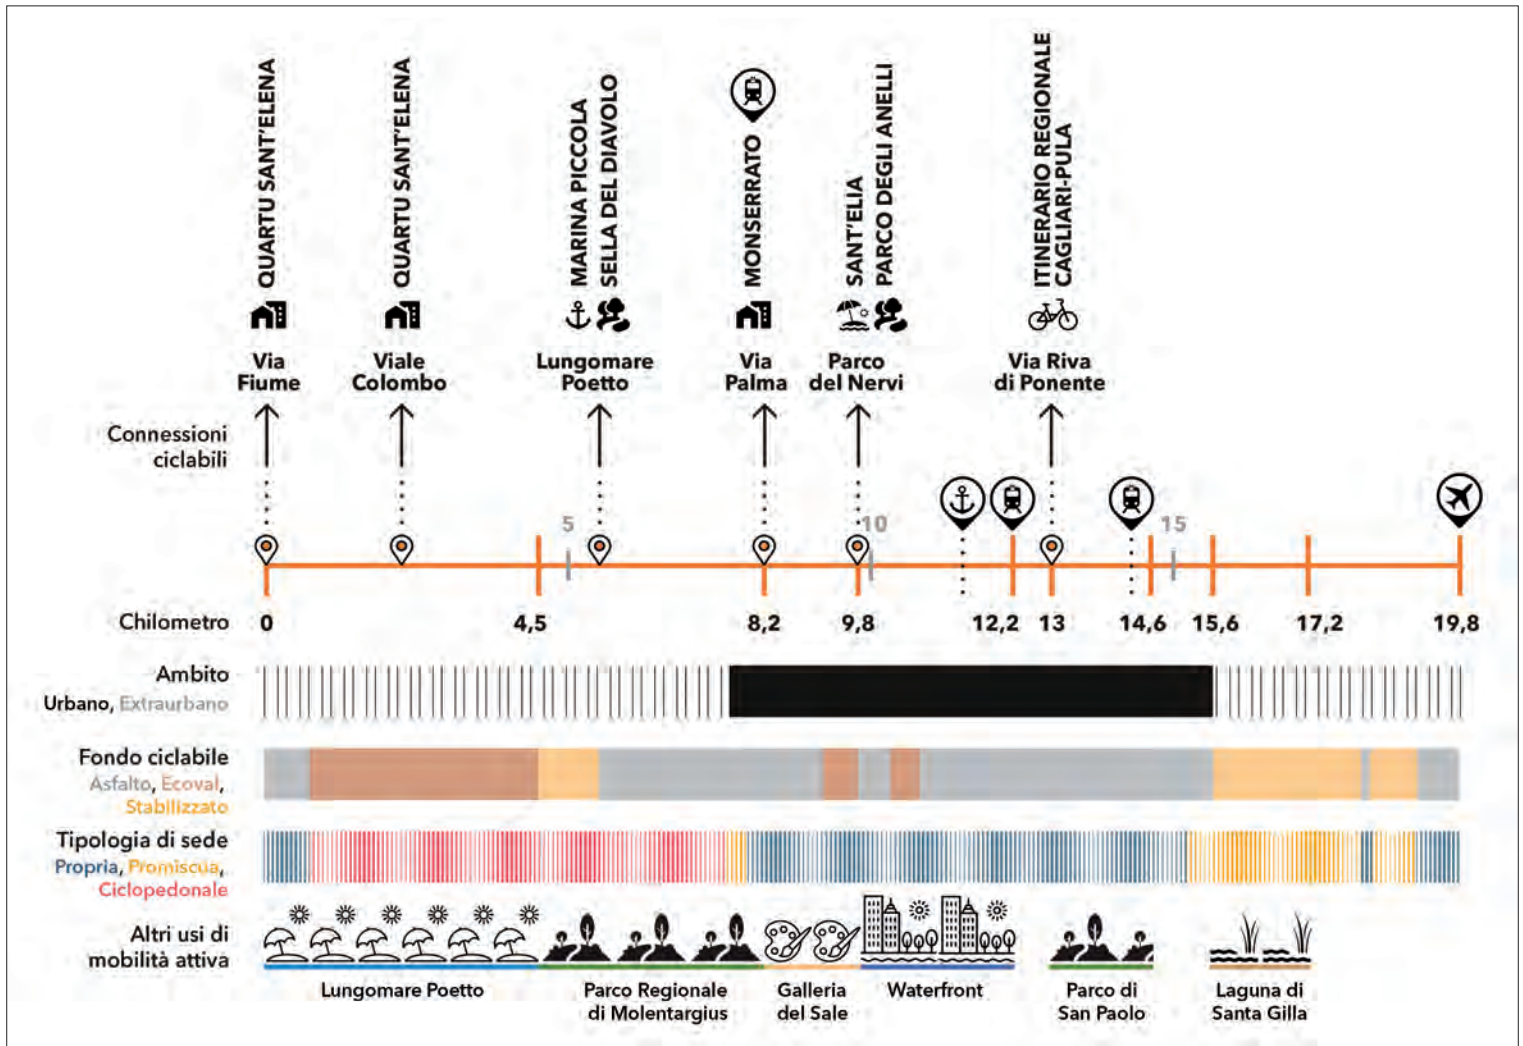 QUARTU SANT'ELENA
QUARTU SANT'ELENA
MARINA PICCOLA
SELLA DEL DIAVOLO
MONSERRATO
SANT'ELIA
PARCO DEGLI ANELLI
ITINERARIO REGIONALE
CAGLIARI-PULA
Via
Fiume
Viale
Colombo
Lungomare
Poetto
Via
Palma
Parco
del Nervi
Via Riva
di Ponente
Connessioni
ciclabili
5
10
15
Chilometro
0
4,5
8,2
9,8
12,2
13
14,6
15,6
17,2
19,8
Ambito
Urbano, Extraurbano
Fondo ciclabile
Asfalto, Ecoval,
Stabilizzato
Tipologia di sede
Propria, Promiscua,
Ciclopedonale
Altri usi di
mobilità attiva
Lungomare Poetto
Parco Regionale
di Molentargius
Galleria
del Sale
Waterfront
Parco di
San Paolo
Laguna di
Santa Gilla